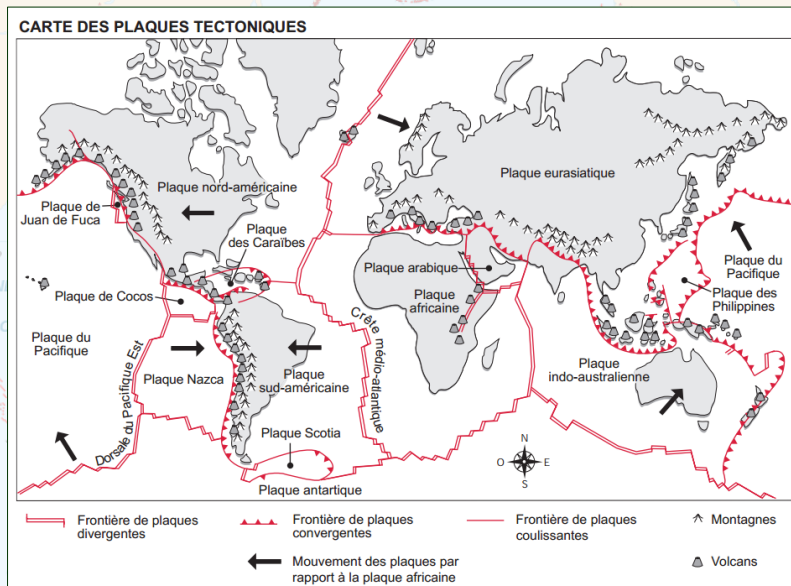 CARTE DES PLAQUES TECTONIQUES
Plaque nord-américaine
Plaque de
Juan de Fuca
Plaque
des Caraïbes
Plaque de Cocos
Plaque du
Pacifique
Dorsale du Pacifique Est
Plaque Nazca
Plaque
sud-américaine
Plaque Scotia
Plaque antartique
Crête médio-atlantique
Plaque eurasiatique
Plaque arabique
Plaque
africaine
Plaque du
Pacifique
Plaque des
Philippines
Plaque
indo-australienne
N
O
E
S
Frontière de plaques
divergentes
Frontière de plaques
convergentes
Frontière de plaques
coulissantes
Montagnes
Mouvement des plaques par
rapport à la plaque africaine
Volcans